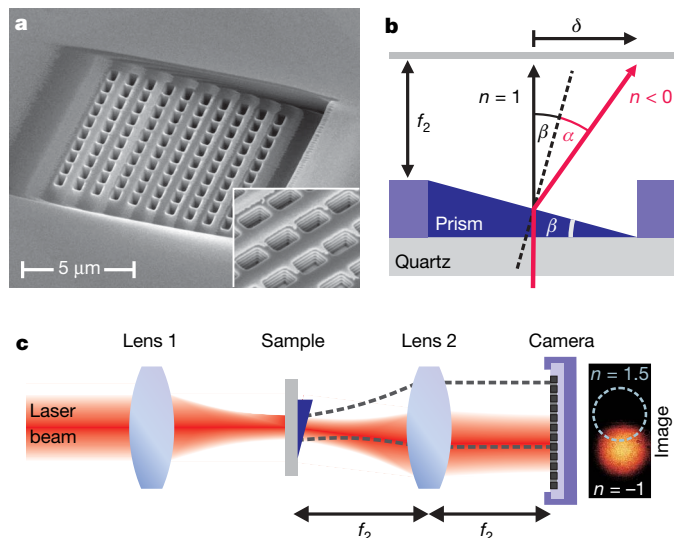 a
5 μm
b
δ
n = 1
n < 0
f2
β
α
Prism
β
Quartz
c
Lens 1
Sample
Lens 2
Camera
Laser
beam
n = 1.5
Image
n = –1
f2
f2